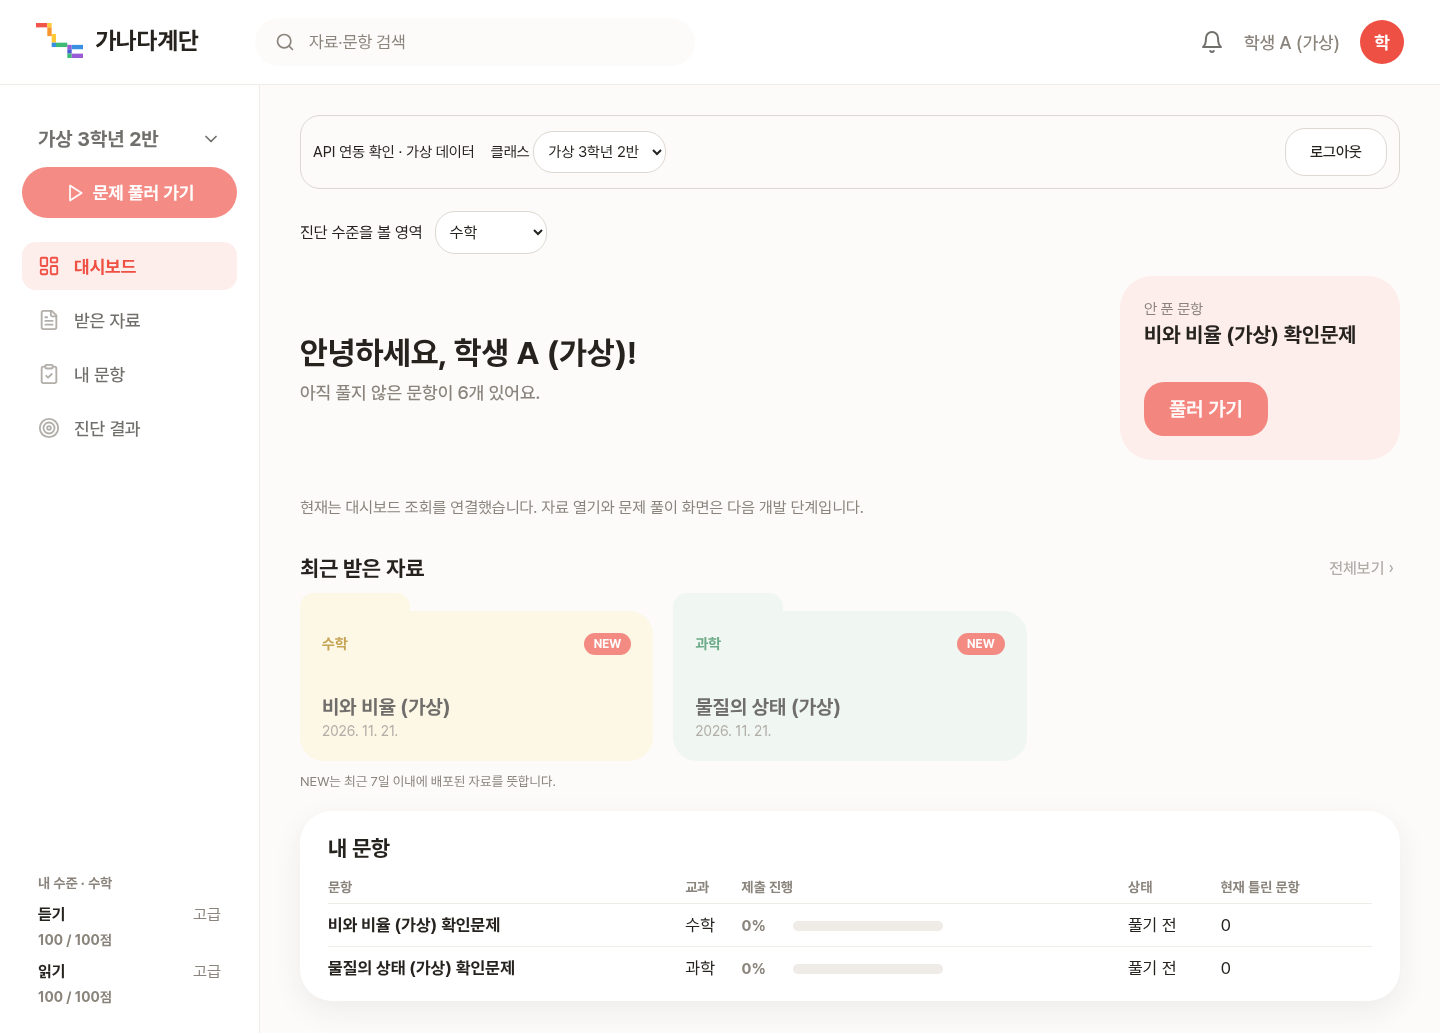 가나다계단
자료·문항 검색
학생 A (가상)
학
가상 3학년 2반
문제 풀러 가기
대시보드
받은 자료
내 문항
진단 결과
내 수준 · 수학
듣기 고급
100 / 100점
읽기 고급
100 / 100점
API 연동 확인 · 가상 데이터 클래스 가상 3학년 2반 로그아웃
진단 수준을 볼 영역 수학
안녕하세요, 학생 A (가상)!
아직 풀지 않은 문항이 6개 있어요.
안 푼 문항
비와 비율 (가상) 확인문제
풀러 가기
현재는 대시보드 조회를 연결했습니다. 자료 열기와 문제 풀이 화면은 다음 개발 단계입니다.
최근 받은 자료 전체보기 ›
수학 NEW
비와 비율 (가상)
2026. 11. 21.
과학 NEW
물질의 상태 (가상)
2026. 11. 21.
NEW는 최근 7일 이내에 배포된 자료를 뜻합니다.
내 문항
문항 교과 제출 진행 상태 현재 틀린 문항
비와 비율 (가상) 확인문제 수학 0% 풀기 전 0
물질의 상태 (가상) 확인문제 과학 0% 풀기 전 0